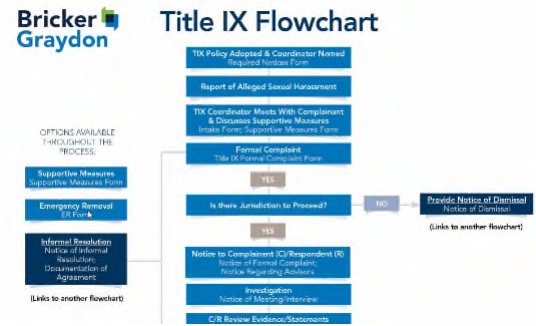 Bricker
Graydon
Title IX Flowchart
TIX Policy Adopted & Coordinator Named
Required Notices Form
Report of Alleged Sexual Harassment
TIX Coordinator Meets With Complainant
& Discusses Supportive Measures
Intake Form; Supportive Measures Form
Formal Complaint
Title IX Formal Complaint Form
YES
Is there Jurisdiction to Proceed?
NO
Provide Notice of Dismissal
Notice of Dismissal
(Links to another flowchart)
YES
Notice to Complainant (C)/Respondent (R)
Notice of Formal Complaint;
Notice Regarding Advisors
Investigation
Notice of Meeting/Interview
C/R Review Evidence/Statements
OPTIONS AVAILABLE
THROUGHOUT THE
PROCESS:
Supportive Measures
Supportive Measures Form
Emergency Removal
ER Form
Informal Resolution
Notice of Informal
Resolution;
Documentation of
Agreement
(Links to another flowchart)